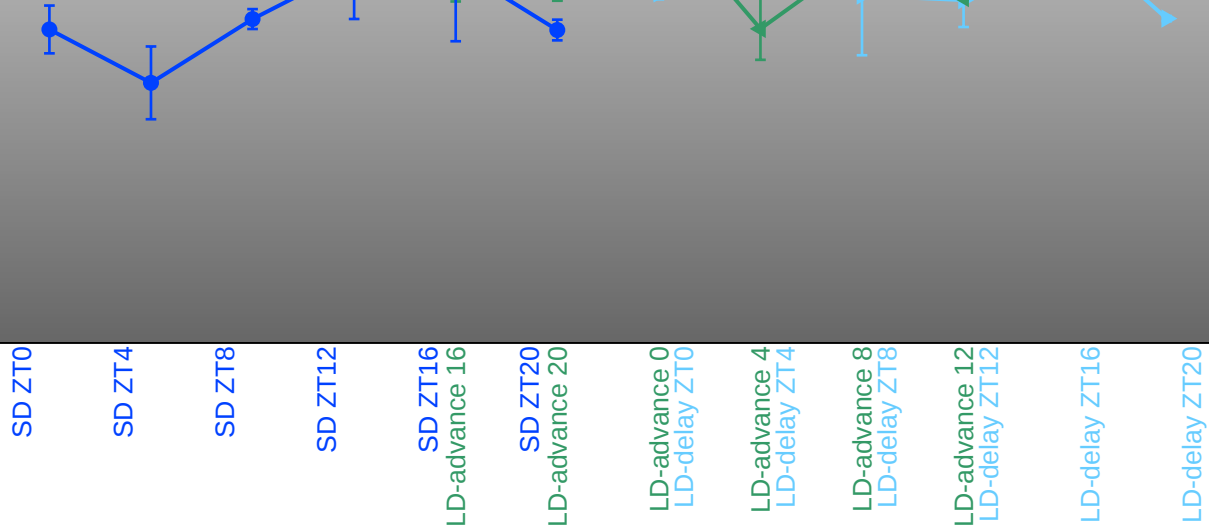 SD ZT0
SD ZT4
SD ZT8
SD ZT12
SD ZT16
LD-advance 16
SD ZT20
LD-advance 20
LD-advance 0
LD-delay ZT0
LD-advance 4
LD-delay ZT4
LD-advance 8
LD-delay ZT8
LD-advance 12
LD-delay ZT12
LD-delay ZT16
LD-delay ZT20